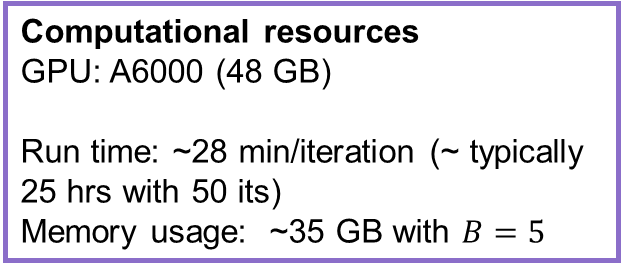 Computational resources
GPU: A6000 (48 GB)
Run time: ~28 min/iteration (~ typically
25 hrs with 50 its)
Memory usage:  ~35 GB with 𝐵 = 5